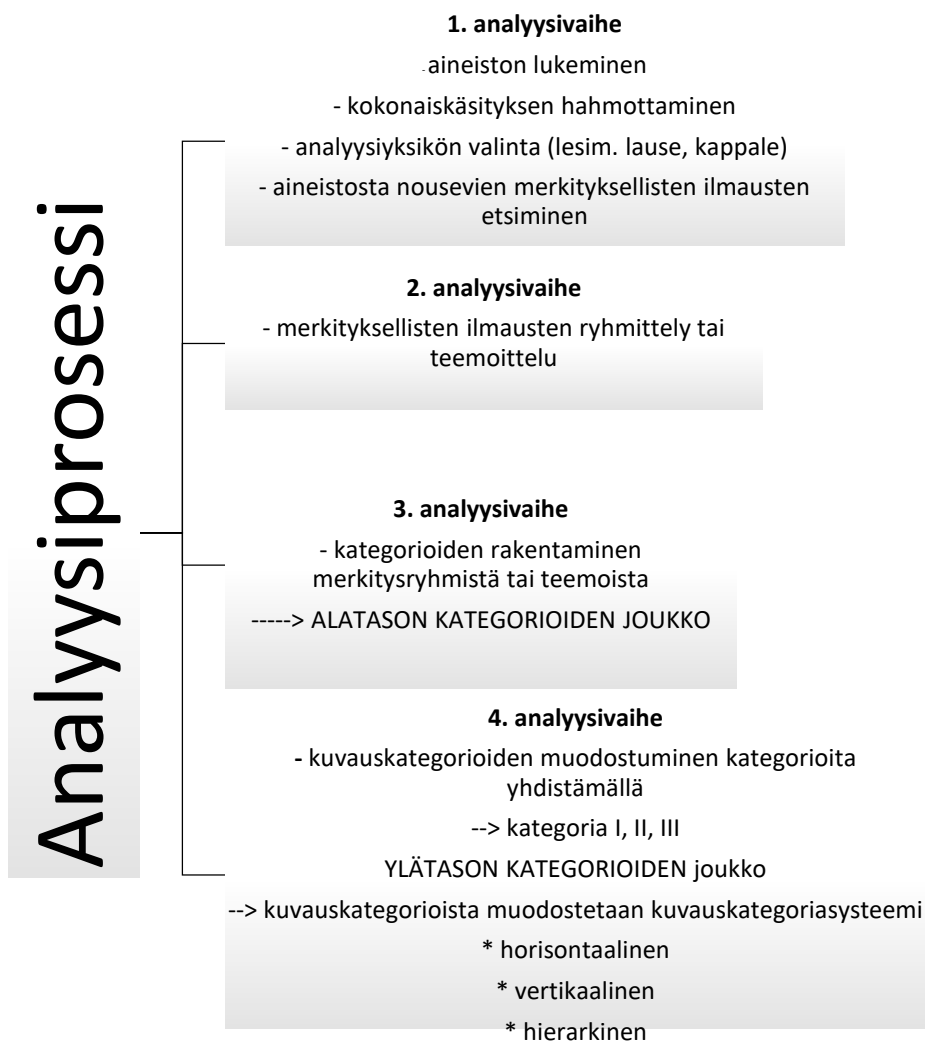 Analyysiprosessi
1. analyysivaihe
- aineiston lukeminen
- kokonaiskäsityksen hahmottaminen
- analyysiyksikön valinta (lesim. lause, kappale)
- aineistosta nousevien merkityksellisten ilmausten
etsiminen
2. analyysivaihe
- merkityksellisten ilmausten ryhmittely tai
teemoittelu
3. analyysivaihe
- kategorioiden rakentaminen
merkitysryhmistä tai teemoista
-----> ALATASON KATEGORIOIDEN JOUKKO
4. analyysivaihe
- kuvauskategorioiden muodostuminen kategorioita
yhdistämällä
--> kategoria I, II, III
YLÄTASON KATEGORIOIDEN joukko
--> kuvauskategorioista muodostetaan kuvauskategoriasysteemi
* horisontaalinen
* vertikaalinen
* hierarkinen